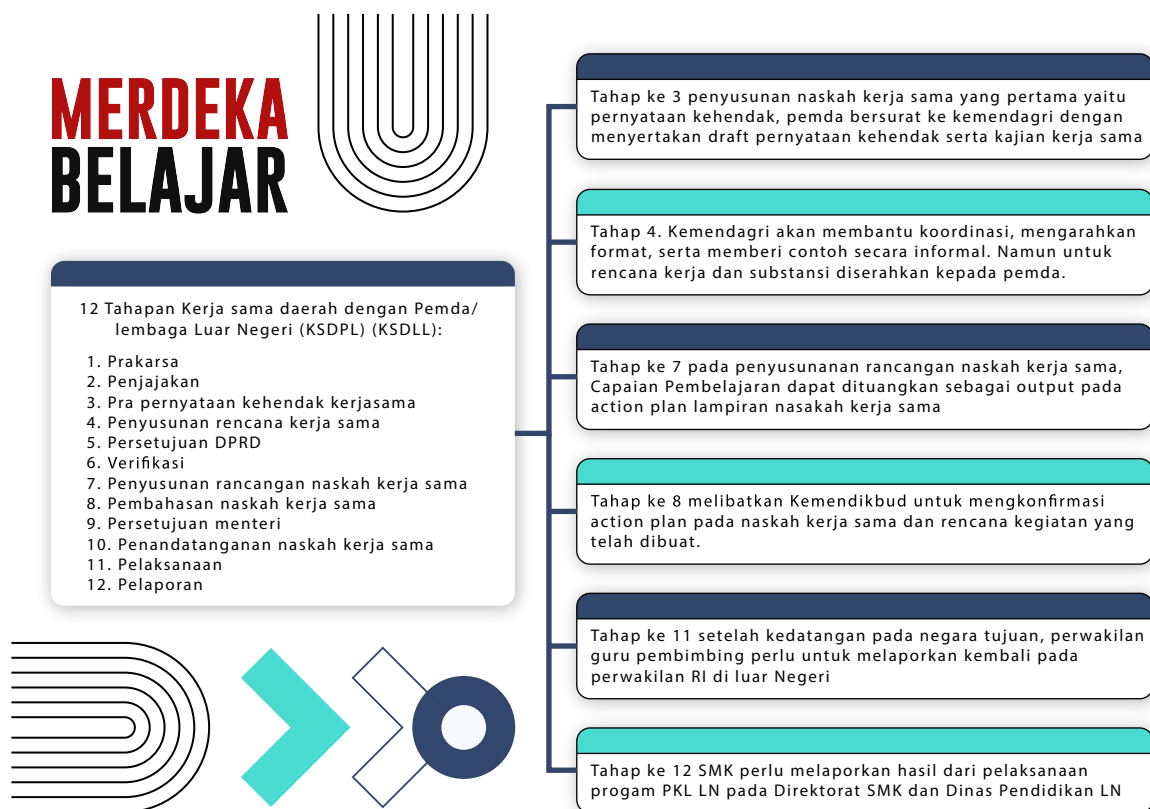 MERDEKA
BELAJAR
12 Tahapan Kerja sama daerah dengan Pemda/
lembaga Luar Negeri (KSDPL) (KSDLL):
1. Prakarsa
2. Penjajakan
3. Pra pernyataan kehendak kerjasama
4. Penyusunan rencana kerja sama
5. Persetujuan DPRD
6. Verifikasi
7. Penyusunan rancangan naskah kerja sama
8. Pembahasan naskah kerja sama
9. Persetujuan menteri
10. Penandatanganan naskah kerja sama
11. Pelaksanaan
12. Pelaporan
Tahap ke 3 penyusunan naskah kerja sama yang pertama yaitu
pernyataan kehendak, pemda bersurat ke kemendagri dengan
menyertakan draft pernyataan kehendak serta kajian kerja sama
Tahap 4. Kemendagri akan membantu koordinasi, mengarahkan
format, serta memberi contoh secara informal. Namun untuk
rencana kerja dan substansi diserahkan kepada pemda.
Tahap ke 7 pada penyusunanan rancangan naskah kerja sama,
Capaian Pembelajaran dapat dituangkan sebagai output pada
action plan lampiran nasakah kerja sama
Tahap ke 8 melibatkan Kemendikbud untuk mengkonfirmasi
action plan pada naskah kerja sama dan rencana kegiatan yang
telah dibuat.
Tahap ke 11 setelah kedatangan pada negara tujuan, perwakilan
guru pembimbing perlu untuk melaporkan kembali pada
perwakilan RI di luar Negeri
Tahap ke 12 SMK perlu melaporkan hasil dari pelaksanaan
progam PKL LN pada Direktorat SMK dan Dinas Pendidikan LN